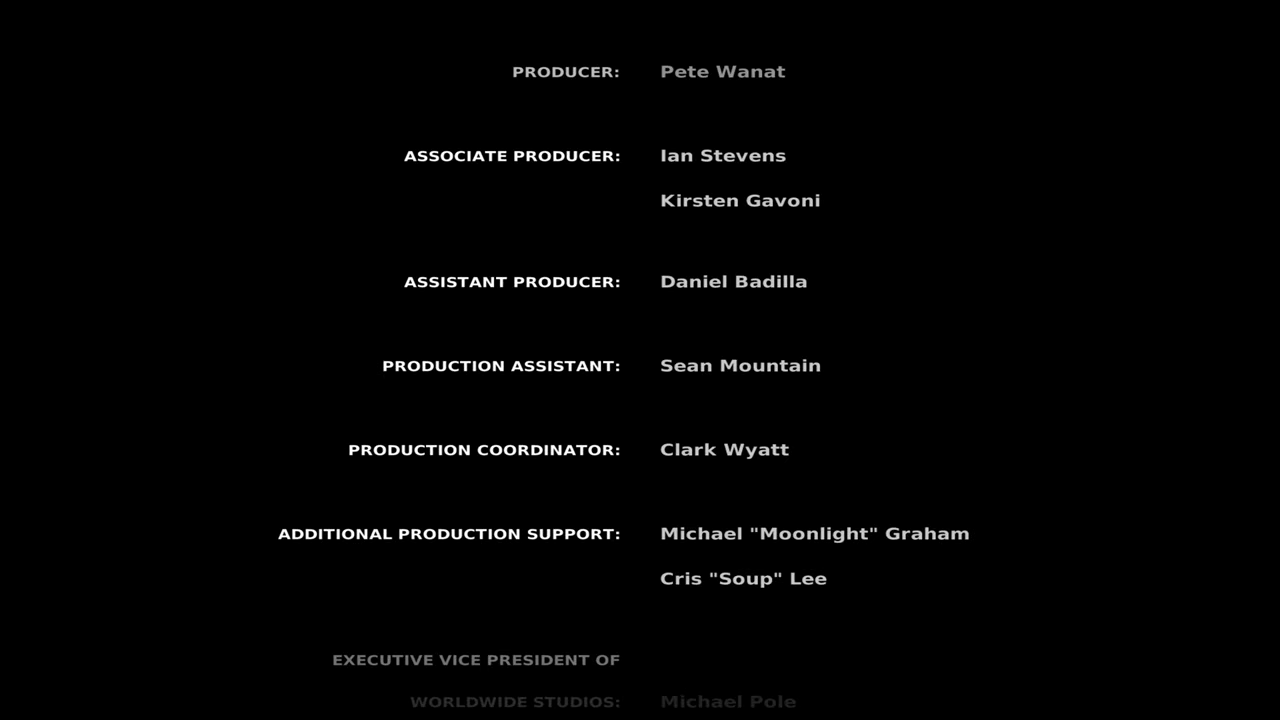 PRODUCER: Pete Wanat
ASSOCIATE PRODUCER: Ian Stevens
Kirsten Gavoni
ASSISTANT PRODUCER: Daniel Badilla
PRODUCTION ASSISTANT: Sean Mountain
PRODUCTION COORDINATOR: Clark Wyatt
ADDITIONAL PRODUCTION SUPPORT: Michael "Moonlight" Graham
Cris "Soup" Lee
EXECUTIVE VICE PRESIDENT OF
WORLDWIDE STUDIOS: Michael Pole